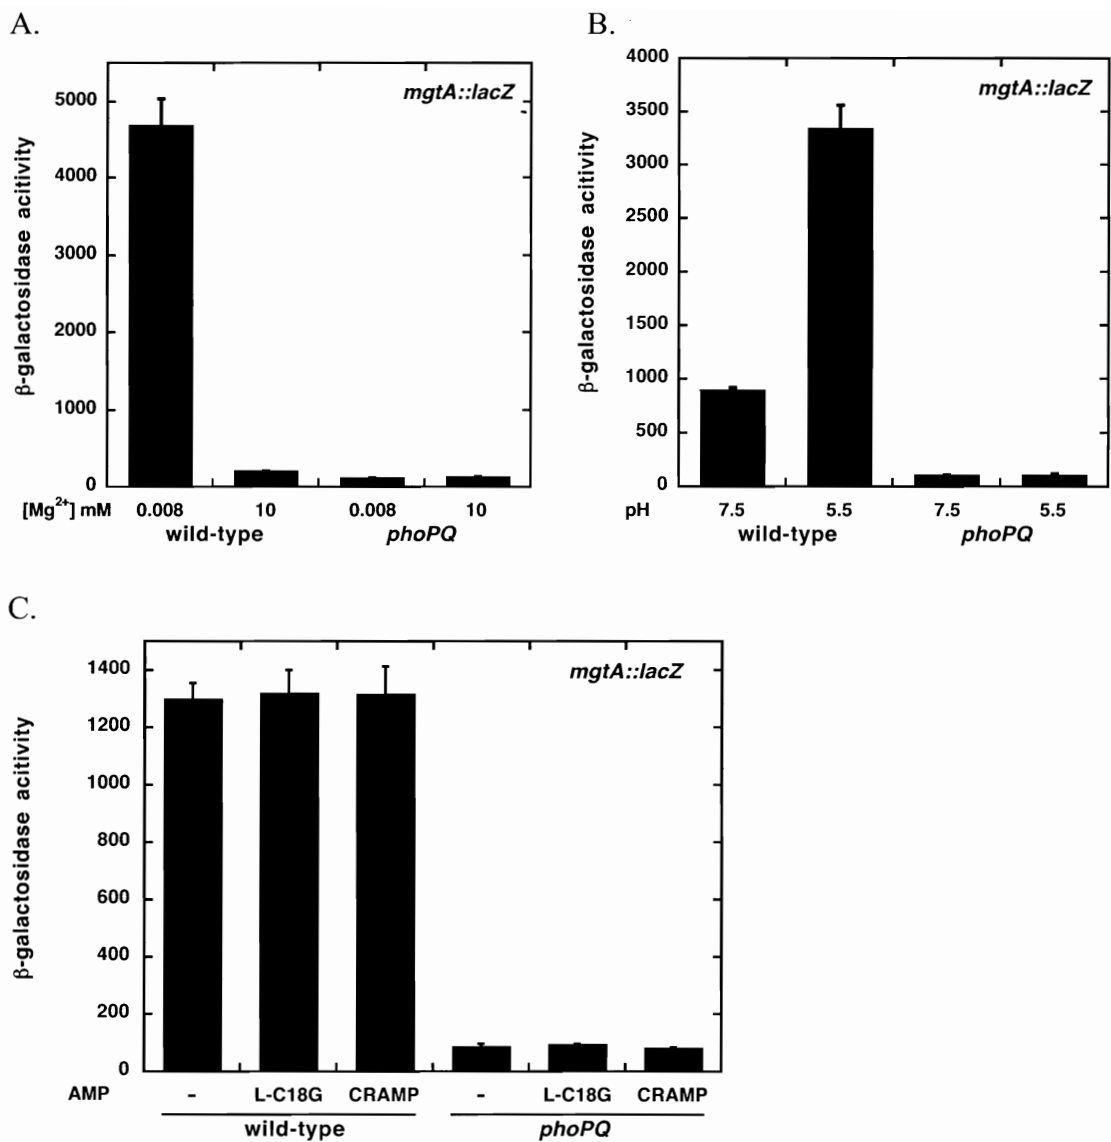 A.
mgtA::lacZ
β-galactosidase acitivity
5000
4000
3000
2000
1000
0
[Mg2+] mM 0.008 10 0.008 10
wild-type phoPQ
B.
mgtA::lacZ
β-galactosidase acitivity
4000
3500
3000
2500
2000
1500
1000
500
0
pH 7.5 5.5 7.5 5.5
wild-type phoPQ
C.
mgtA::lacZ
β-galactosidase acitivity
1400
1200
1000
800
600
400
200
0
AMP - L-C18G CRAMP - L-C18G CRAMP
wild-type phoPQ